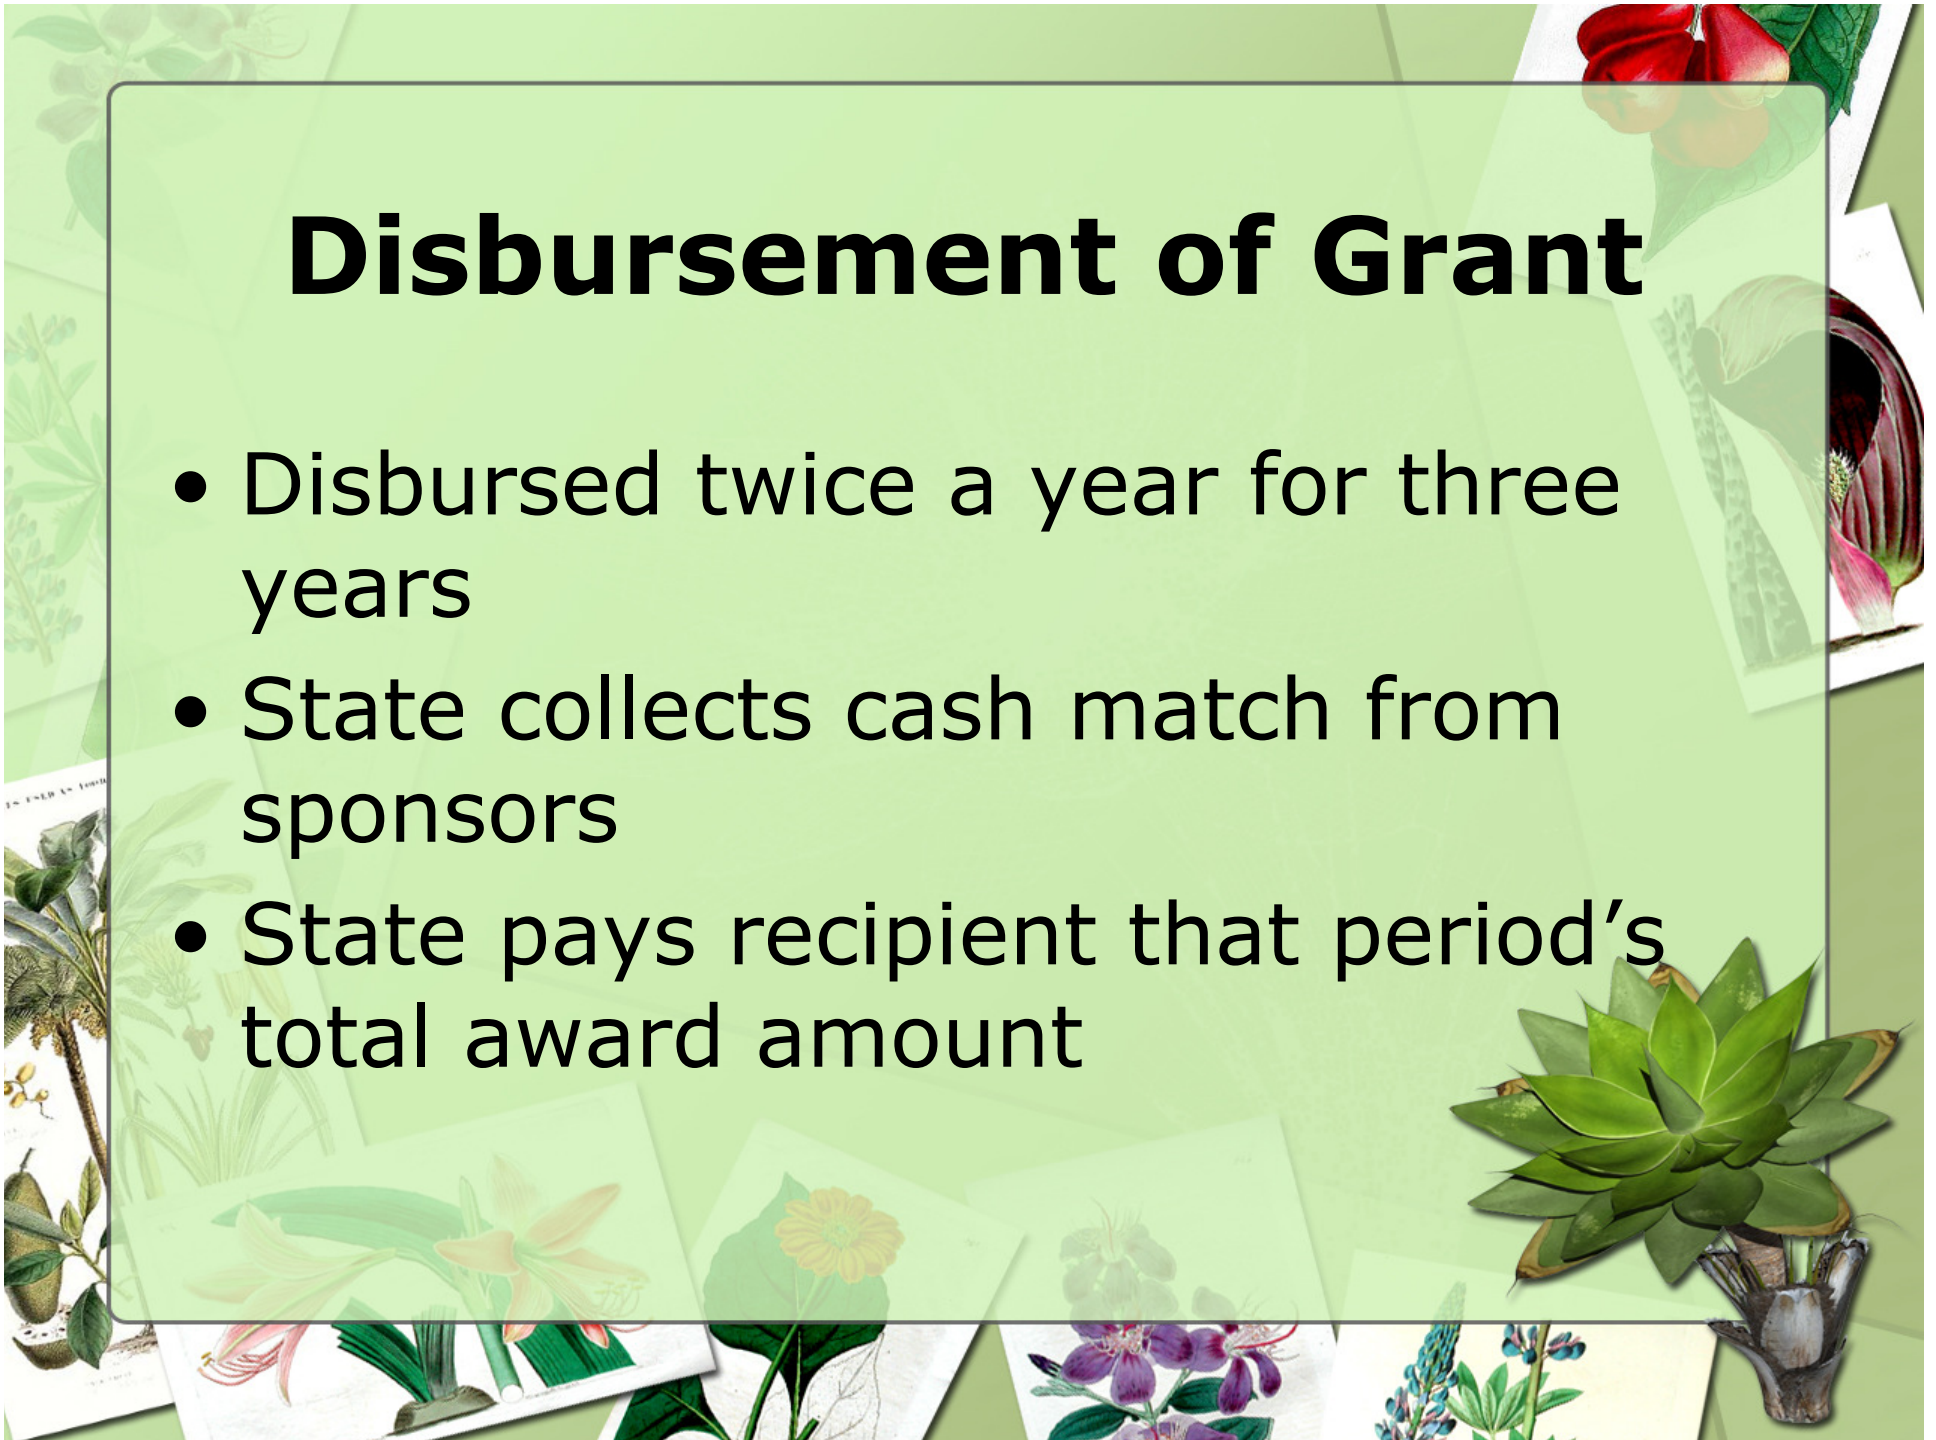 Disbursement of Grant
• Disbursed twice a year for three
years
• State collects cash match from
sponsors
• State pays recipient that period’s
total award amount